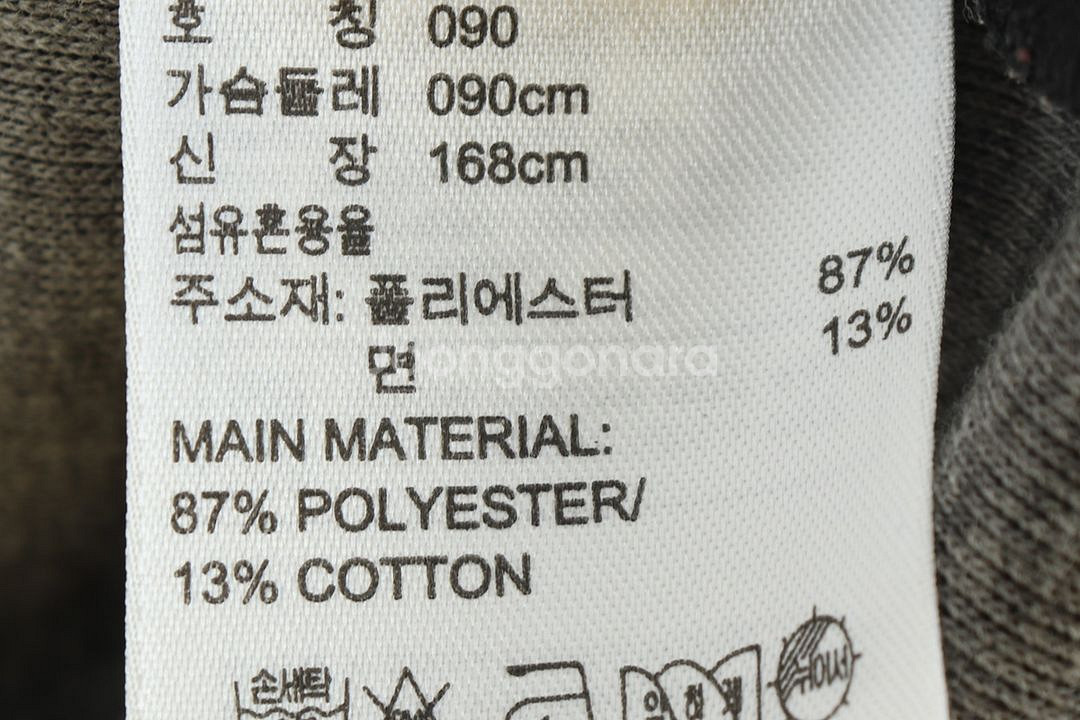 호 칭 090
가슴둘레 090cm
신 장 168cm
섬유혼용율
주소재: 폴리에스터 87%
면 13%
MAIN MATERIAL:
87% POLYESTER/
13% COTTON
손세탁